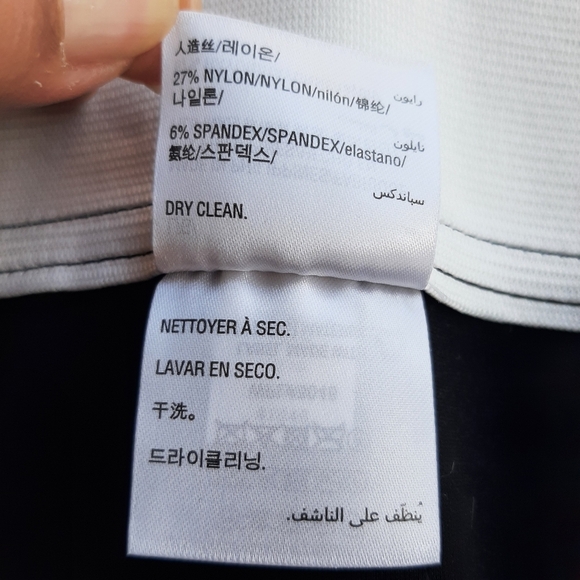 人造丝/레이온/
رايون
27% NYLON/NYLON/nilón/锦纶/
나일론/
نايلون
6% SPANDEX/SPANDEX/elastano/
氨纶/스판덱스/
سباندكس
DRY CLEAN.
NETTOYER À SEC.
LAVAR EN SECO.
干洗。
드라이클리닝.
يُنظّف على الناشف.